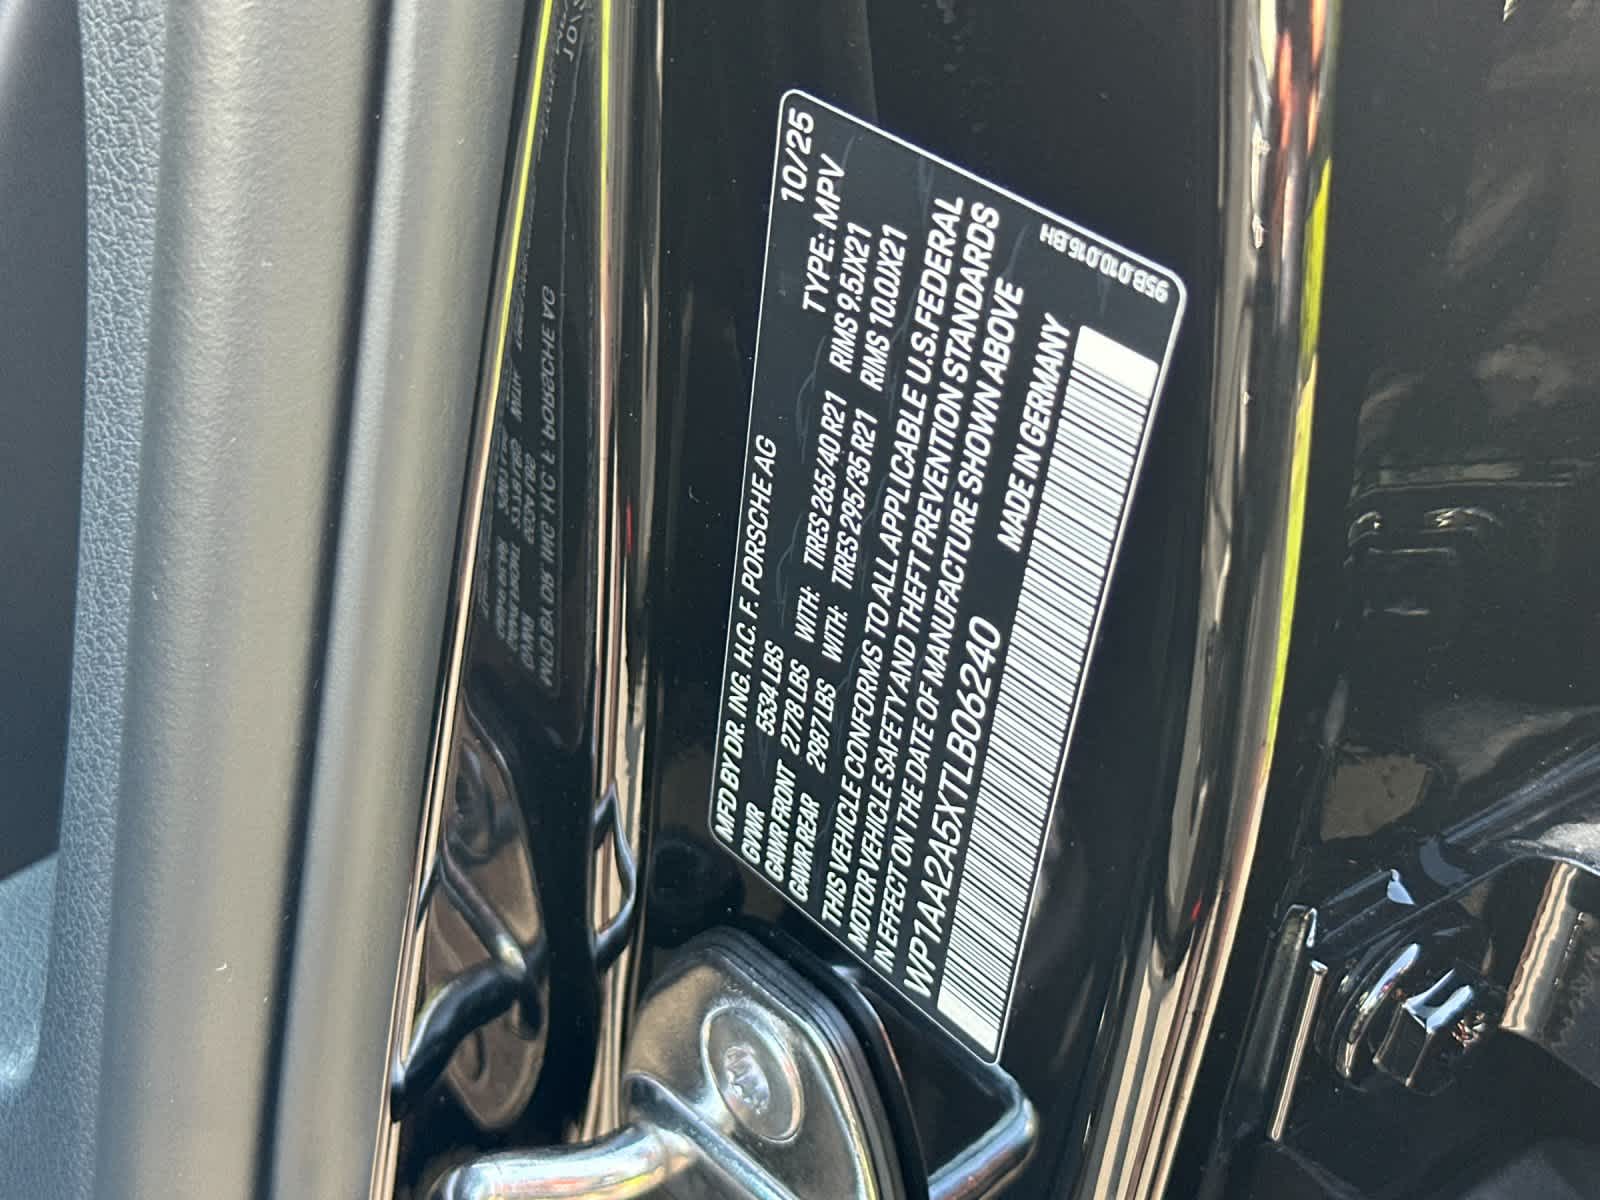 MFD BY DR. ING. H.C. F. PORSCHE AG 10/25
GVWR 5534 LBS TYPE: MPV
GAWR FRONT 2778 LBS WITH: TIRES 265/40 R21 RIMS 9.5JX21
GAWR REAR 2987 LBS WITH: TIRES 295/35 R21 RIMS 10.0JX21
THIS VEHICLE CONFORMS TO ALL APPLICABLE U.S. FEDERAL
MOTOR VEHICLE SAFETY AND THEFT PREVENTION STANDARDS
IN EFFECT ON THE DATE OF MANUFACTURE SHOWN ABOVE
WP1AA2A5XTLB06240 MADE IN GERMANY
95B.010.015.BH